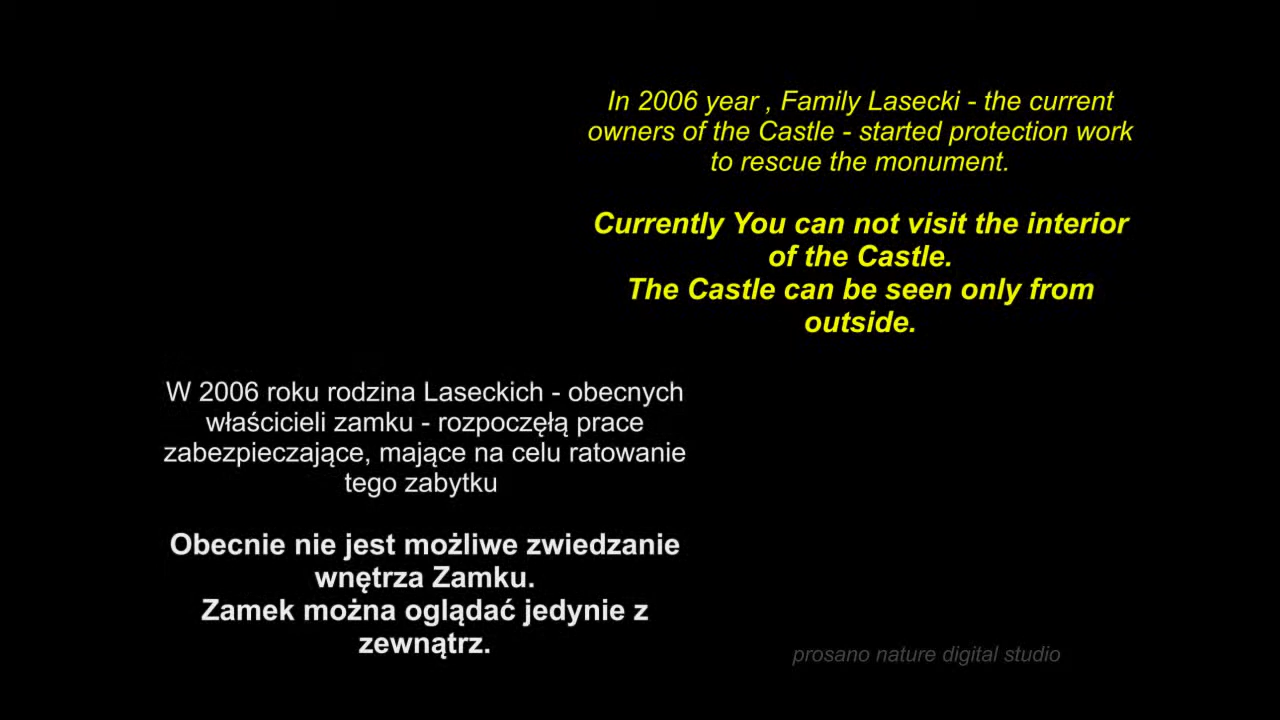 In 2006 year , Family Lasecki - the current
owners of the Castle - started protection work
to rescue the monument.
Currently You can not visit the interior
of the Castle.
The Castle can be seen only from
outside.
W 2006 roku rodzina Laseckich - obecnych
właścicieli zamku - rozpoczęłą prace
zabezpieczające, mające na celu ratowanie
tego zabytku
Obecnie nie jest możliwe zwiedzanie
wnętrza Zamku.
Zamek można oglądać jedynie z
zewnątrz.
prosano nature digital studio